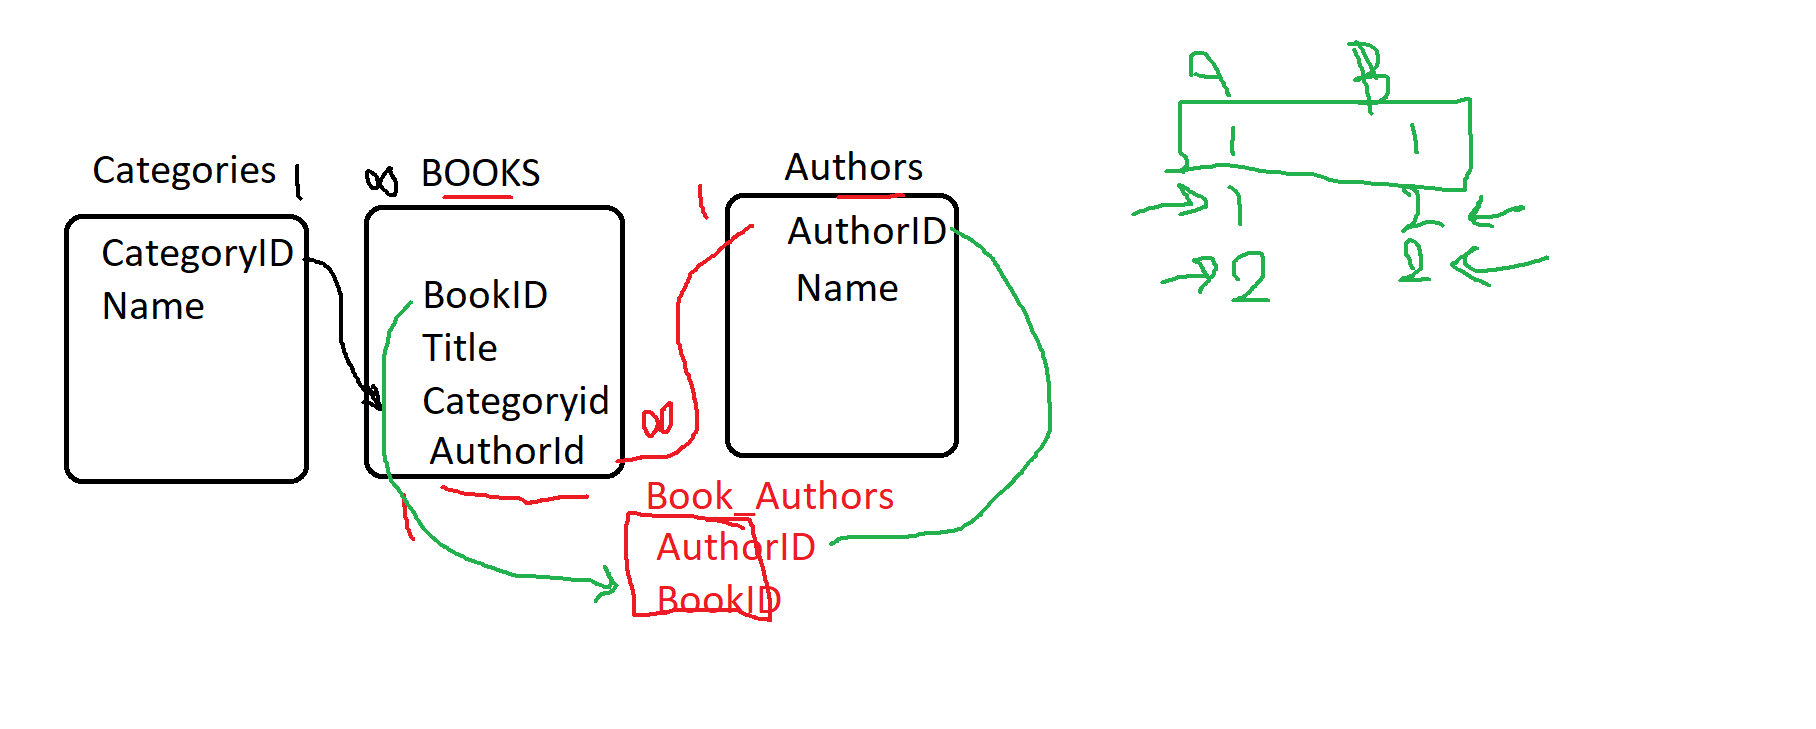 Categories 1 ∞ BOOKS
CategoryID
Name
BookID
Title
Categoryid
AuthorId
∞
1 Authors
AuthorID
Name
Book_Authors
AuthorID
BookID
A B
1 1
1 2
2 2